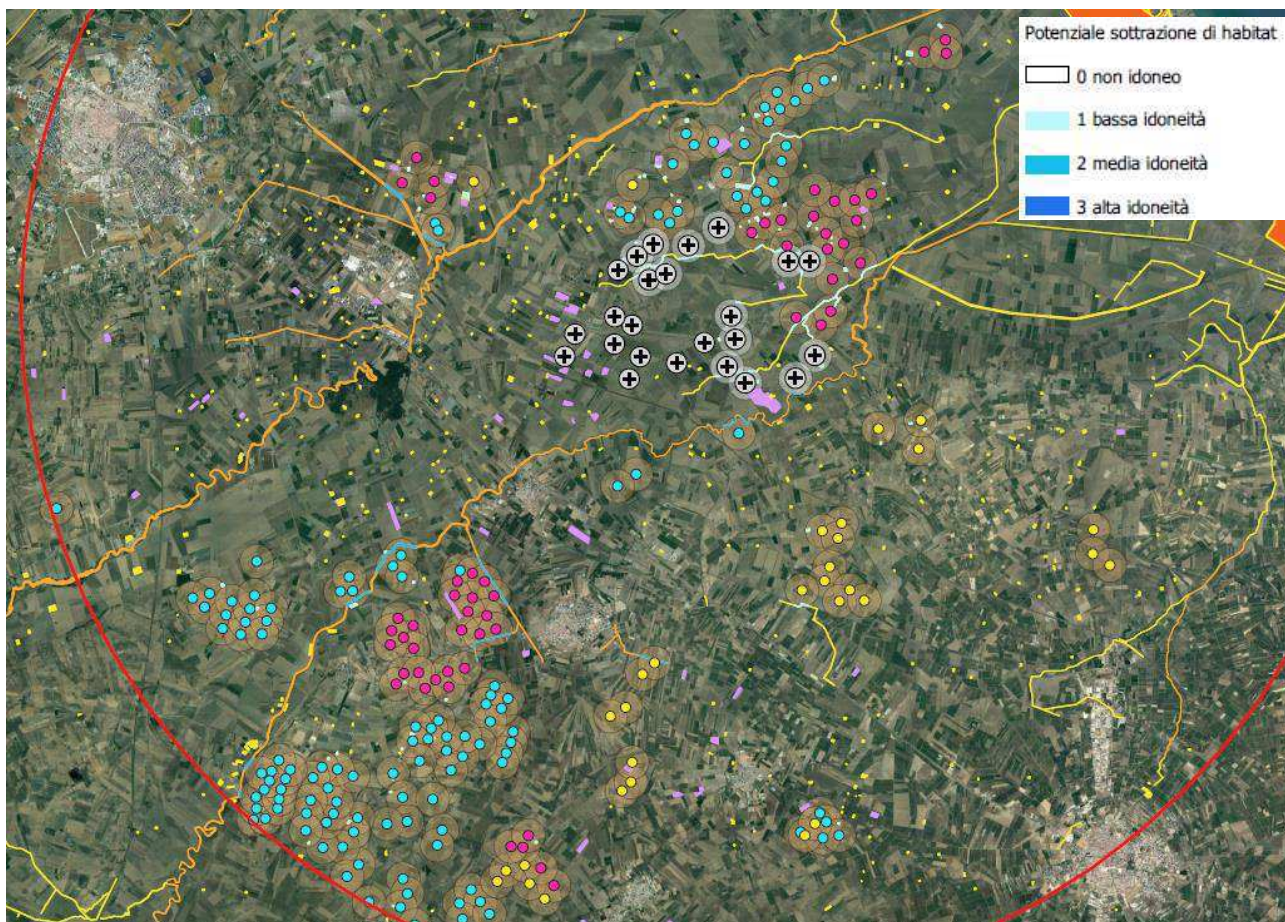 Potenziale sottrazione di habitat
0 non idoneo
1 bassa idoneità
2 media idoneità
3 alta idoneità